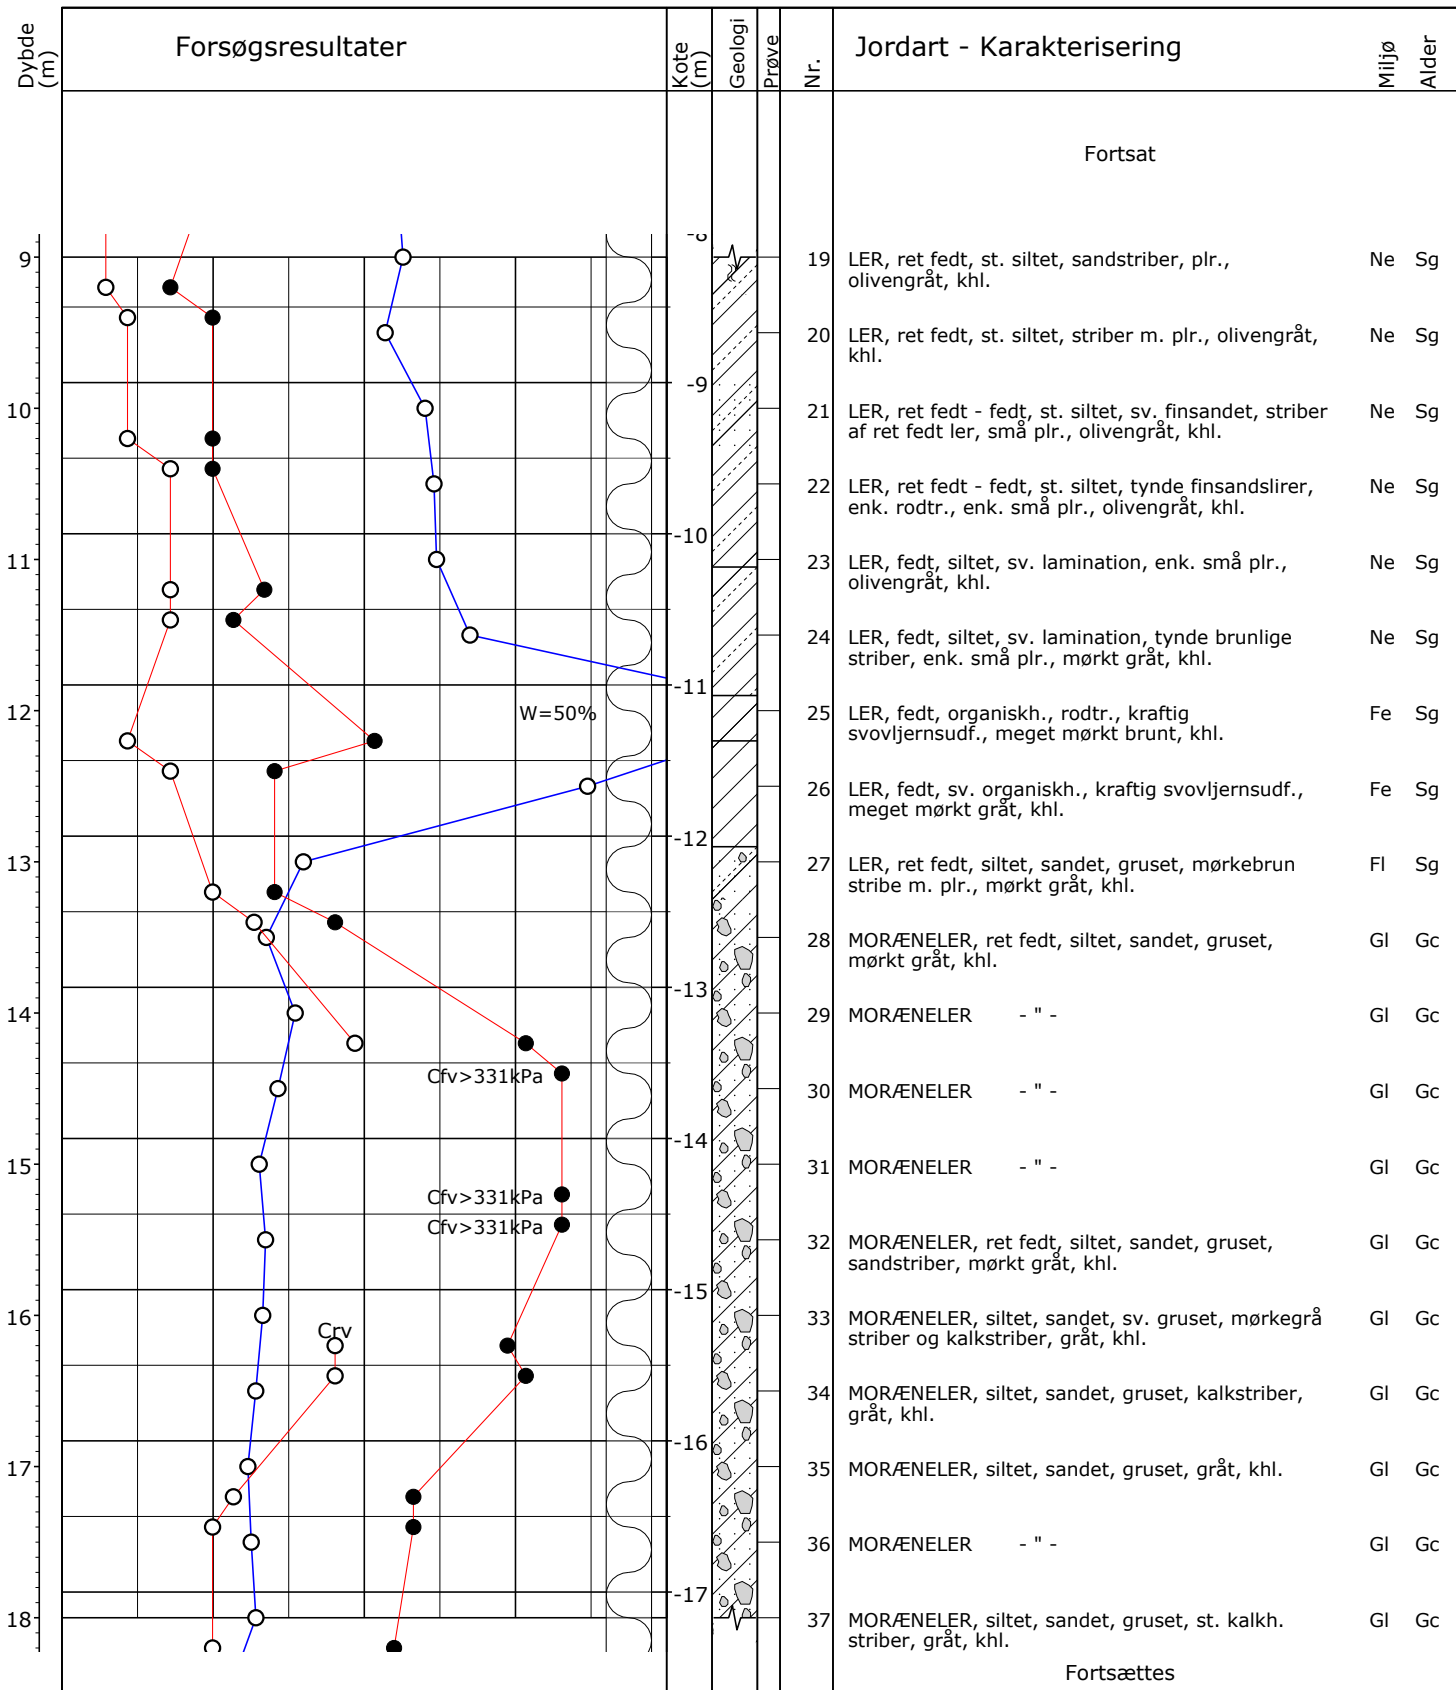 Dybde (m)
Forsøgsresultater
Kote (m)
Geologi
Prøve
Nr.
Jordart - Karakterisering
Miljø
Alder
Fortsat
-8
9
19 LER, ret fedt, st. siltet, sandstriber, plr., Ne Sg
olivengråt, khl.
20 LER, ret fedt, st. siltet, striber m. plr., olivengråt, Ne Sg
khl.
-9
10
21 LER, ret fedt - fedt, st. siltet, sv. finsandet, striber Ne Sg
af ret fedt ler, små plr., olivengråt, khl.
22 LER, ret fedt - fedt, st. siltet, tynde finsandslirer, Ne Sg
enk. rodtr., enk. små plr., olivengråt, khl.
-10
11
23 LER, fedt, siltet, sv. lamination, enk. små plr., Ne Sg
olivengråt, khl.
24 LER, fedt, siltet, sv. lamination, tynde brunlige Ne Sg
striber, enk. små plr., mørkt gråt, khl.
-11
12
W=50%
25 LER, fedt, organiskh., rodtr., kraftig Fe Sg
svovljernsudf., meget mørkt brunt, khl.
26 LER, fedt, sv. organiskh., kraftig svovljernsudf., Fe Sg
meget mørkt gråt, khl.
-12
13
27 LER, ret fedt, siltet, sandet, gruset, mørkebrun Fl Sg
stribe m. plr., mørkt gråt, khl.
28 MORÆNELER, ret fedt, siltet, sandet, gruset, Gl Gc
mørkt gråt, khl.
-13
14
29 MORÆNELER - " - Gl Gc
Cfv>331kPa
30 MORÆNELER - " - Gl Gc
-14
15
31 MORÆNELER - " - Gl Gc
Cfv>331kPa
Cfv>331kPa
32 MORÆNELER, ret fedt, siltet, sandet, gruset, Gl Gc
sandstriber, mørkt gråt, khl.
-15
16
33 MORÆNELER, siltet, sandet, sv. gruset, mørkegrå Gl Gc
striber og kalkstriber, gråt, khl.
Crv
34 MORÆNELER, siltet, sandet, gruset, kalkstriber, Gl Gc
gråt, khl.
-16
17
35 MORÆNELER, siltet, sandet, gruset, gråt, khl. Gl Gc
36 MORÆNELER - " - Gl Gc
-17
18
37 MORÆNELER, siltet, sandet, gruset, st. kalkh. Gl Gc
striber, gråt, khl.
Fortsættes